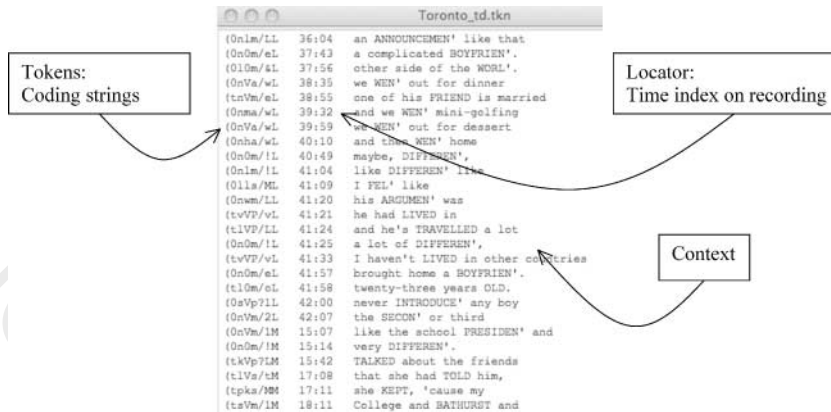 Toronto_td.tkn
Tokens:
Coding strings
Locator:
Time index on recording
Context
(0nlm/LL 36:04 an ANNOUNCEMEN' like that
(0n0m/eL 37:43 a complicated BOYFRIEN'.
(0l0m/&L 37:56 other side of the WORL'.
(0nVa/wL 38:35 we WEN' out for dinner
(tnVm/eL 38:55 one of his FRIEND is married
(0nma/wL 39:32 and we WEN' mini-golfing
(0nVa/wL 39:59 we WEN' out for dessert
(0nha/wL 40:10 and then WEN' home
(0n0m/!L 40:49 maybe, DIFFEREN',
(0nlm/!L 41:04 like DIFFEREN' like
(0lls/ML 41:09 I FEL' like
(0nwm/LL 41:20 his ARGUMEN' was
(tvVP/vL 41:21 he had LIVED in
(tlVP/LL 41:24 and he's TRAVELLED a lot
(0n0m/!L 41:25 a lot of DIFFEREN',
(tvVP/vL 41:33 I haven't LIVED in other countries
(0n0m/eL 41:57 brought home a BOYFRIEN'.
(tl0m/oL 41:58 twenty-three years OLD.
(0sVp?1L 42:00 never INTRODUCE' any boy
(0nVm/2L 42:07 the SECON' or third
(0nVm/1M 15:07 like the school PRESIDEN' and
(0n0m/!M 15:14 very DIFFEREN'.
(tkVp?LM 15:42 TALKED about the friends
(tlVs/tM 17:08 that she had TOLD him,
(tpks/MM 17:11 she KEPT, 'cause my
(tsVm/1M 18:11 College and BATHURST and